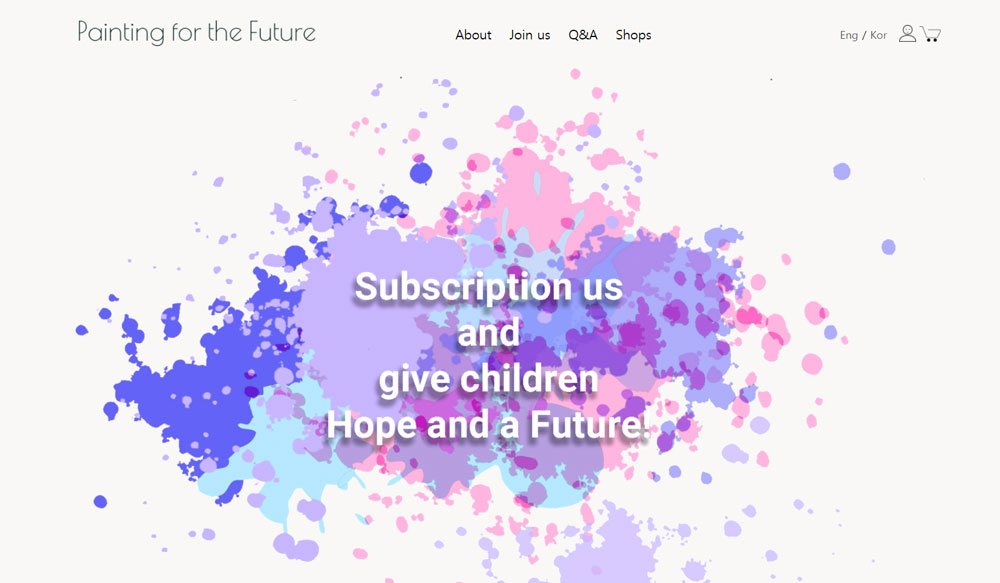 Painting for the Future
About Join us Q&A Shops
Eng / Kor
Subscription us
and
give children
Hope and a Future!